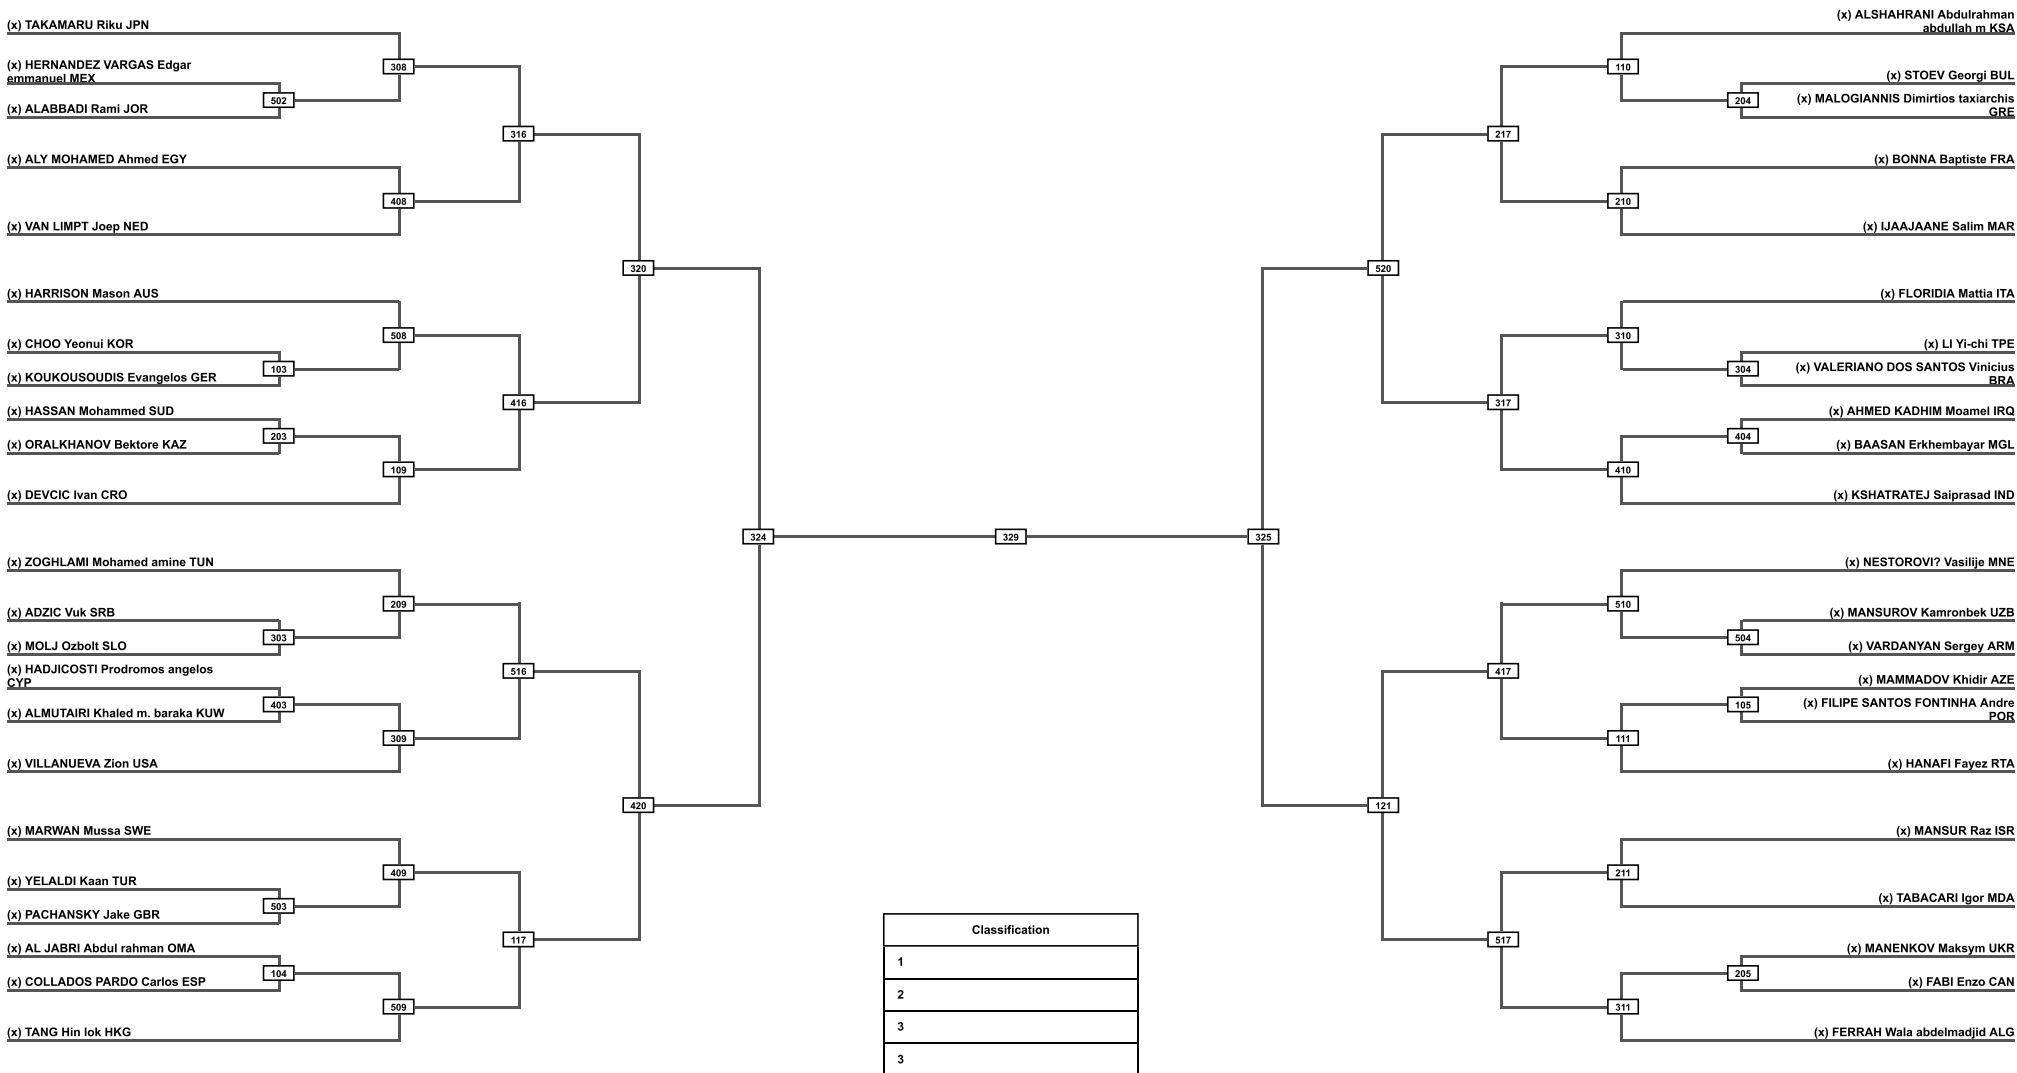 (x) TAKAMARU Riku JPN
(x) HERNANDEZ VARGAS Edgar
emmanuel MEX
(x) ALABBADI Rami JOR
(x) ALY MOHAMED Ahmed EGY
(x) VAN LIMPT Joep NED
(x) HARRISON Mason AUS
(x) CHOO Yeonui KOR
(x) KOUKOUSOUDIS Evangelos GER
(x) HASSAN Mohammed SUD
(x) ORALKHANOV Bektore KAZ
(x) DEVCIC Ivan CRO
(x) ZOGHLAMI Mohamed amine TUN
(x) ADZIC Vuk SRB
(x) MOLJ Ozbolt SLO
(x) HADJICOSTI Prodromos angelos
CYP
(x) ALMUTAIRI Khaled m. baraka KUW
(x) VILLANUEVA Zion USA
(x) MARWAN Mussa SWE
(x) YELALDI Kaan TUR
(x) PACHANSKY Jake GBR
(x) AL JABRI Abdul rahman OMA
(x) COLLADOS PARDO Carlos ESP
(x) TANG Hin lok HKG
502
103
203
303
403
503
104
308
408
508
109
209
309
409
509
316
416
516
117
320
420
324
329
325
520
121
217
317
417
517
110
210
310
410
510
111
211
311
204
304
404
504
105
205
(x) ALSHAHRANI Abdulrahman
abdullah m KSA
(x) STOEV Georgi BUL
(x) MALOGIANNIS Dimirtios taxiarchis
GRE
(x) BONNA Baptiste FRA
(x) IJAAJAANE Salim MAR
(x) FLORIDIA Mattia ITA
(x) LI Yi-chi TPE
(x) VALERIANO DOS SANTOS Vinicius
BRA
(x) AHMED KADHIM Moamel IRQ
(x) BAASAN Erkhembayar MGL
(x) KSHATRATEJ Saiprasad IND
(x) NESTOROVI? Vasilije MNE
(x) MANSUROV Kamronbek UZB
(x) VARDANYAN Sergey ARM
(x) MAMMADOV Khidir AZE
(x) FILIPE SANTOS FONTINHA Andre
POR
(x) HANAFI Fayez RTA
(x) MANSUR Raz ISR
(x) TABACARI Igor MDA
(x) MANENKOV Maksym UKR
(x) FABI Enzo CAN
(x) FERRAH Wala abdelmadjid ALG
Classification
1
2
3
3